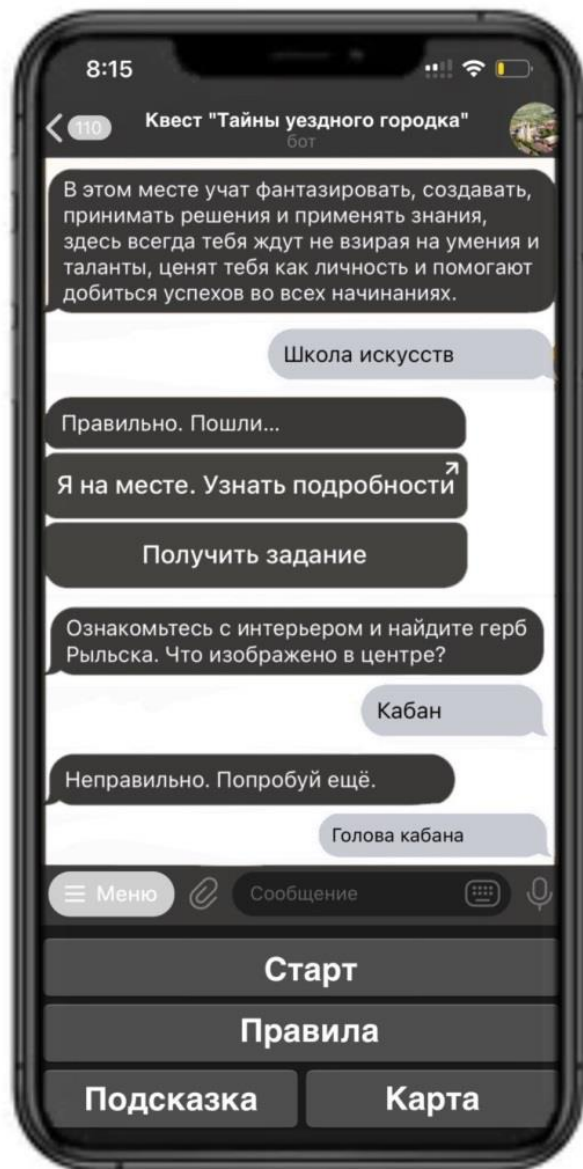 8:15
110
Квест "Тайны уездного городка"
бот
В этом месте учат фантазировать, создавать,
принимать решения и применять знания,
здесь всегда тебя ждут не взирая на умения и
таланты, ценят тебя как личность и помогают
добиться успехов во всех начинаниях.
Школа искусств
Правильно. Пошли...
Я на месте. Узнать подробности
Получить задание
Ознакомьтесь с интерьером и найдите герб
Рыльска. Что изображено в центре?
Кабан
Неправильно. Попробуй ещё.
Голова кабана
Меню
Сообщение
Старт
Правила
Подсказка
Карта